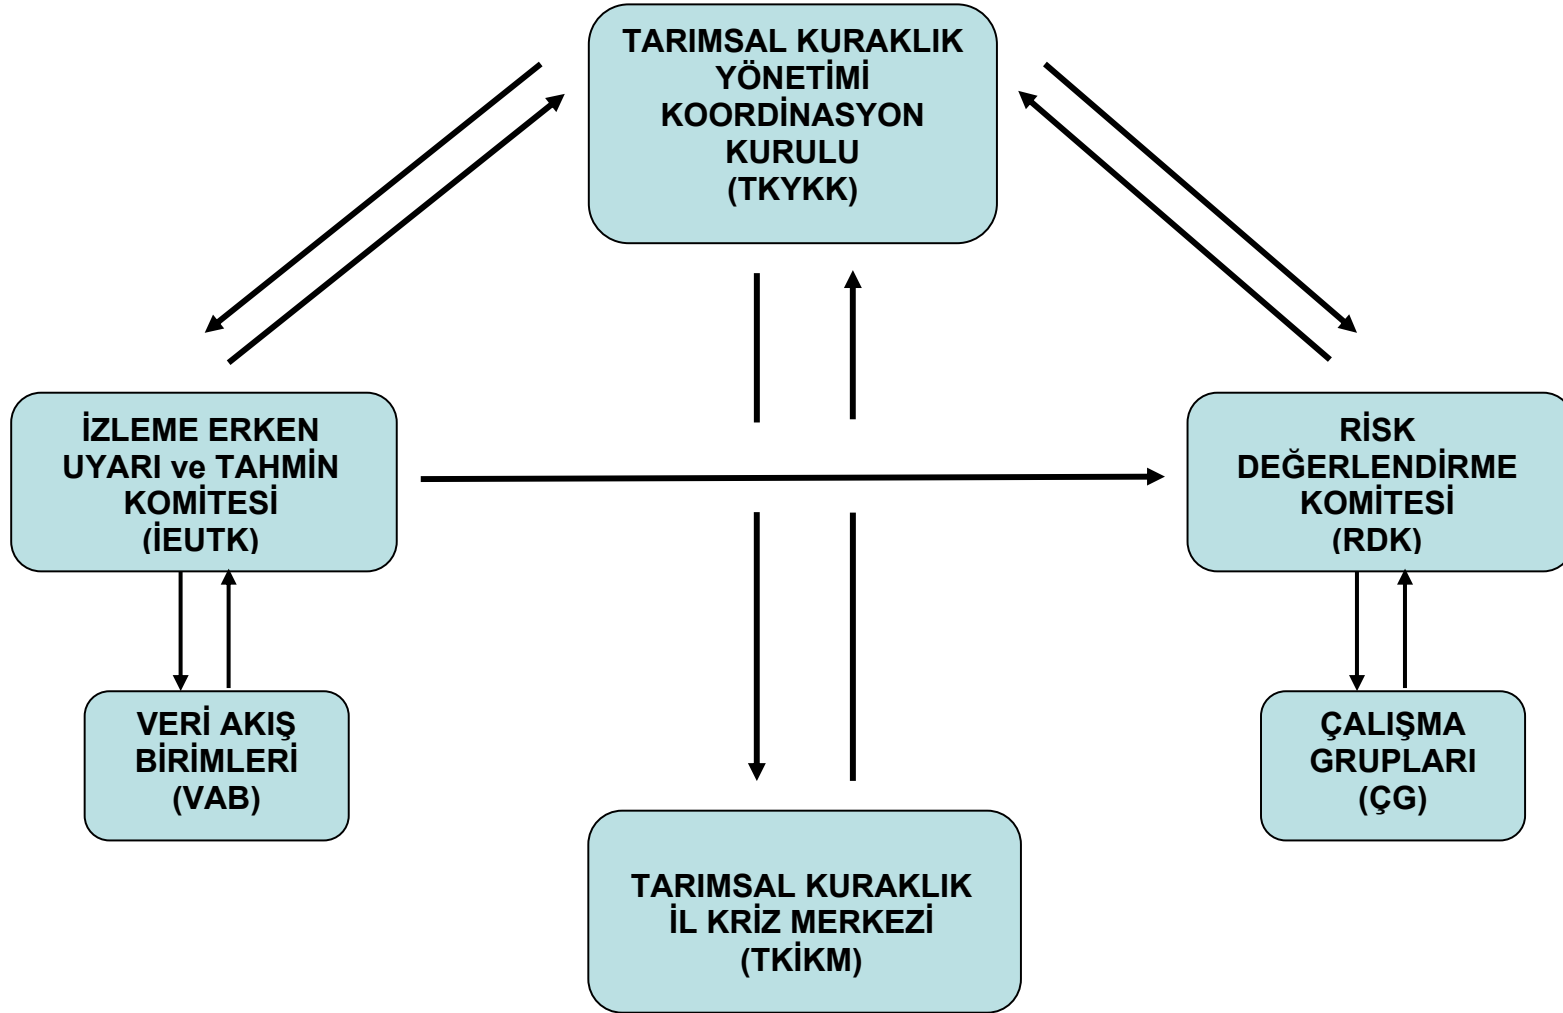 TARIMSAL KURAKLIK
YÖNETİMİ
KOORDİNASYON
KURULU
(TKYKK)
İZLEME ERKEN
UYARI ve TAHMİN
KOMİTESİ
(İEUTK)
RİSK
DEĞERLENDİRME
KOMİTESİ
(RDK)
VERİ AKIŞ
BİRİMLERİ
(VAB)
ÇALIŞMA
GRUPLARI
(ÇG)
TARIMSAL KURAKLIK
İL KRİZ MERKEZİ
(TKİKM)